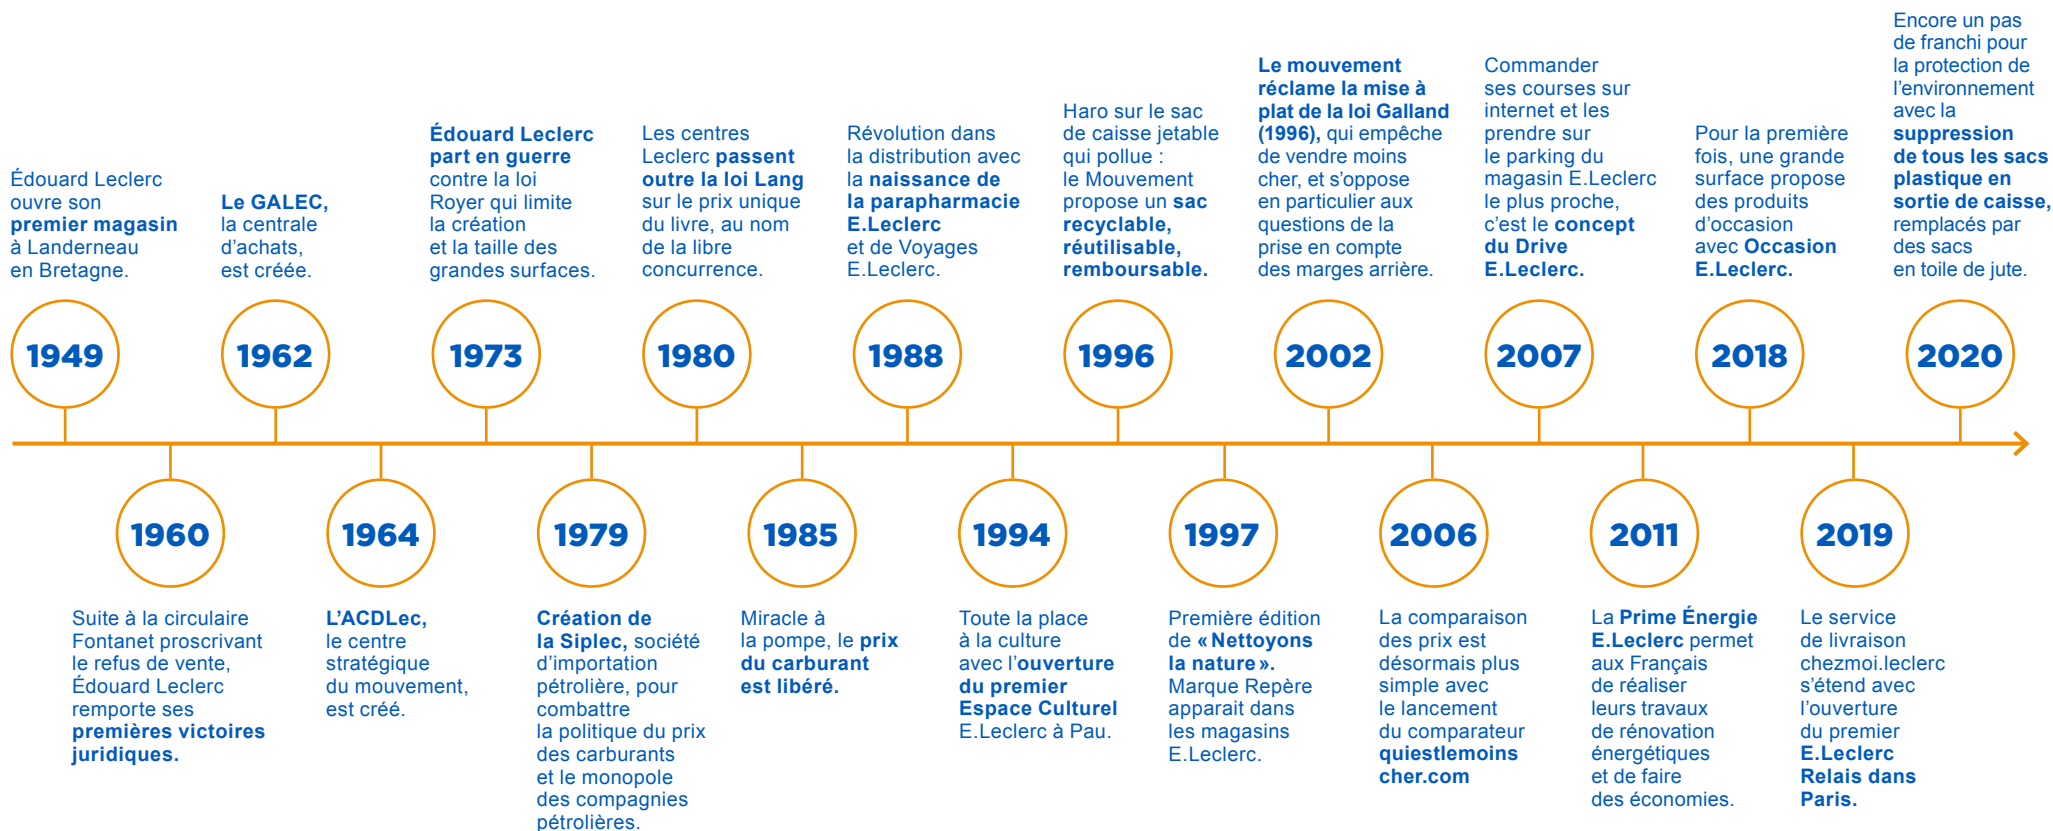 Édouard Leclerc
ouvre son
premier magasin
à Landerneau
en Bretagne.
1949
Suite à la circulaire
Fontanet proscrivant
le refus de vente,
Édouard Leclerc
remporte ses
premières victoires
juridiques.
1960
Le GALEC,
la centrale
d’achats,
est créée.
1962
L’ACDLec,
le centre
stratégique
du mouvement,
est créé.
1964
Édouard Leclerc
part en guerre
contre la loi
Royer qui limite
la création
et la taille des
grandes surfaces.
1973
Création de
la Siplec, société
d’importation
pétrolière, pour
combattre
la politique du prix
des carburants
et le monopole
des compagnies
pétrolières.
1979
Les centres
Leclerc passent
outre la loi Lang
sur le prix unique
du livre, au nom
de la libre
concurrence.
1980
Miracle à
la pompe, le prix
du carburant
est libéré.
1985
Révolution dans
la distribution avec
la naissance de
la parapharmacie
E.Leclerc
et de Voyages
E.Leclerc.
1988
Toute la place
à la culture
avec l’ouverture
du premier
Espace Culturel
E.Leclerc à Pau.
1994
Haro sur le sac
de caisse jetable
qui pollue :
le Mouvement
propose un sac
recyclable,
réutilisable,
remboursable.
1996
Première édition
de « Nettoyons
la nature ».
Marque Repère
apparait dans
les magasins
E.Leclerc.
1997
Le mouvement
réclame la mise à
plat de la loi Galland
(1996), qui empêche
de vendre moins
cher, et s’oppose
en particulier aux
questions de la
prise en compte
des marges arrière.
2002
La comparaison
des prix est
désormais plus
simple avec
le lancement
du comparateur
quiestlemoins
cher.com
2006
Commander
ses courses sur
internet et les
prendre sur
le parking du
magasin E.Leclerc
le plus proche,
c’est le concept
du Drive
E.Leclerc.
2007
La Prime Énergie
E.Leclerc permet
aux Français
de réaliser
leurs travaux
de rénovation
énergétiques
et de faire
des économies.
2011
Pour la première
fois, une grande
surface propose
des produits
d’occasion
avec Occasion
E.Leclerc.
2018
Le service
de livraison
chezmoi.leclerc
s’étend avec
l’ouverture
du premier
E.Leclerc
Relais dans
Paris.
2019
Encore un pas
de franchi pour
la protection de
l’environnement
avec la
suppression
de tous les sacs
plastique en
sortie de caisse,
remplacés par
des sacs
en toile de jute.
2020